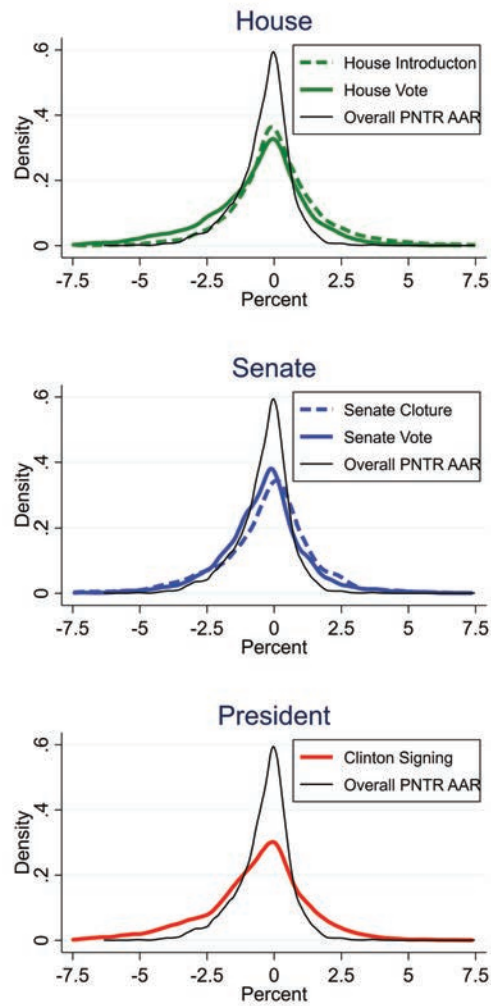 House
House Introducton
House Vote
Overall PNTR AAR
Density
.6
.4
.2
0
-7.5 -5 -2.5 0 2.5 5 7.5
Percent
Senate
Senate Cloture
Senate Vote
Overall PNTR AAR
Density
.6
.4
.2
0
-7.5 -5 -2.5 0 2.5 5 7.5
Percent
President
Clinton Signing
Overall PNTR AAR
Density
.6
.4
.2
0
-7.5 -5 -2.5 0 2.5 5 7.5
Percent